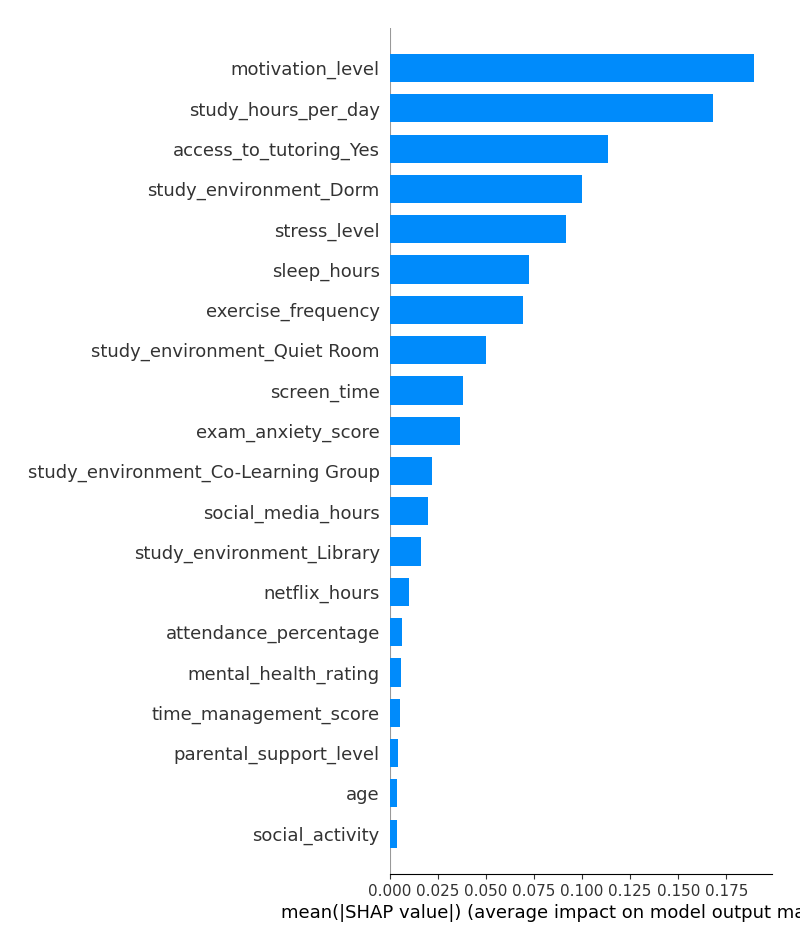 motivation_level
study_hours_per_day
access_to_tutoring_Yes
study_environment_Dorm
stress_level
sleep_hours
exercise_frequency
study_environment_Quiet Room
screen_time
exam_anxiety_score
study_environment_Co-Learning Group
social_media_hours
study_environment_Library
netflix_hours
attendance_percentage
mental_health_rating
time_management_score
parental_support_level
age
social_activity
0.000 0.025 0.050 0.075 0.100 0.125 0.150 0.175
mean(|SHAP value|) (average impact on model output ma